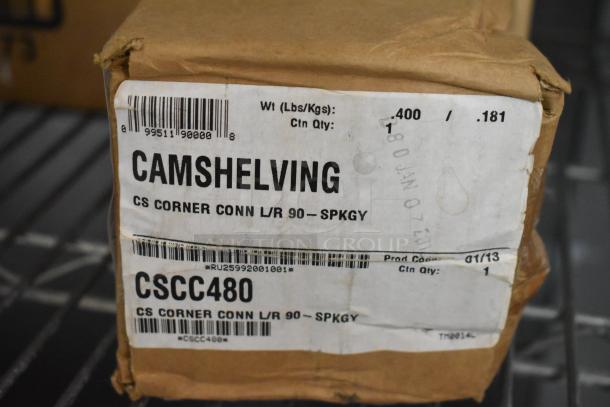 Wt (Lbs/Kgs): .400 / .181
Ctn Qty: 1
0 99511 90000 8
CAMSHELVING
CS CORNER CONN L/R 90-SPKGY
Prod Code: 01/13
*RU25992001001* Ctn Qty: 1
CSCC480
CS CORNER CONN L/R 90-SPKGY
*CSCC480*